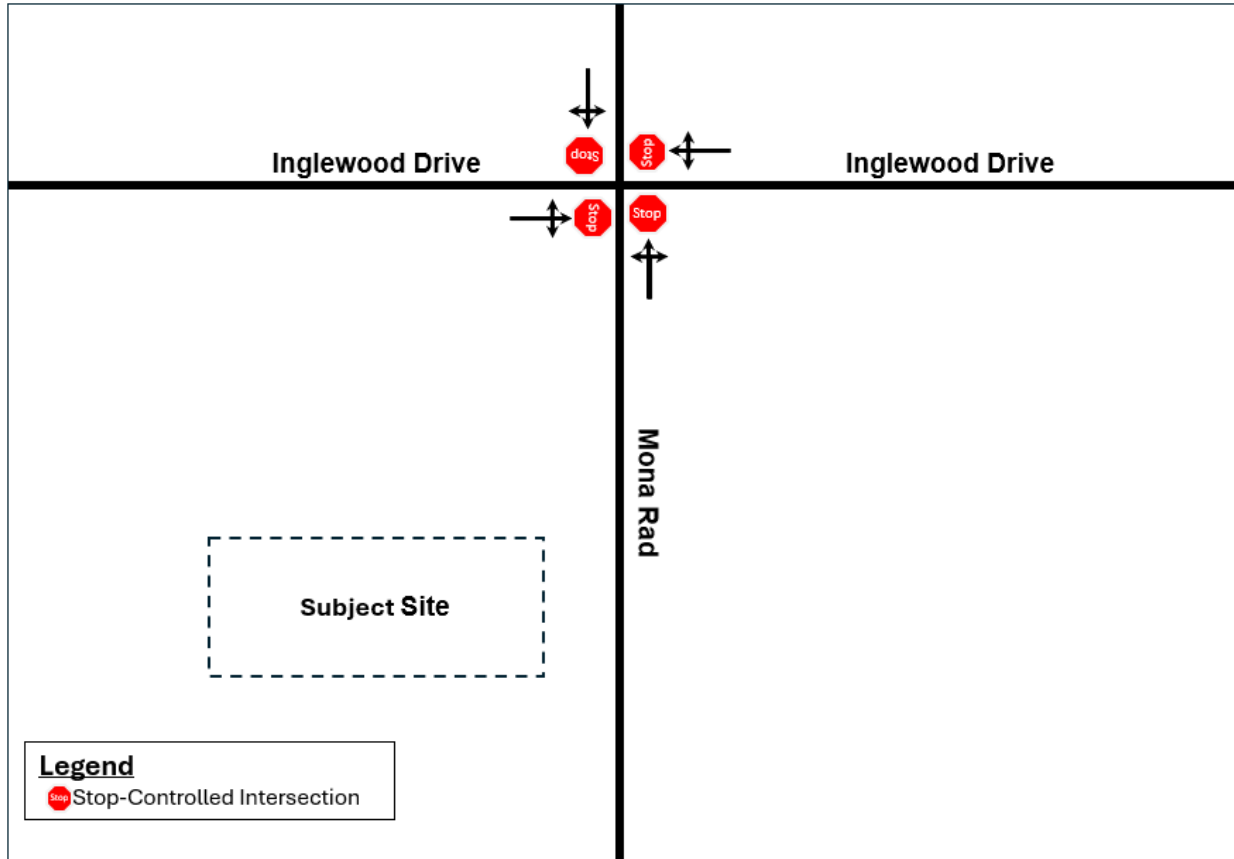 Stop
Stop
Inglewood Drive
Inglewood Drive
Stop
Stop
Mona Rad
Subject Site
Legend
Stop
Stop-Controlled Intersection